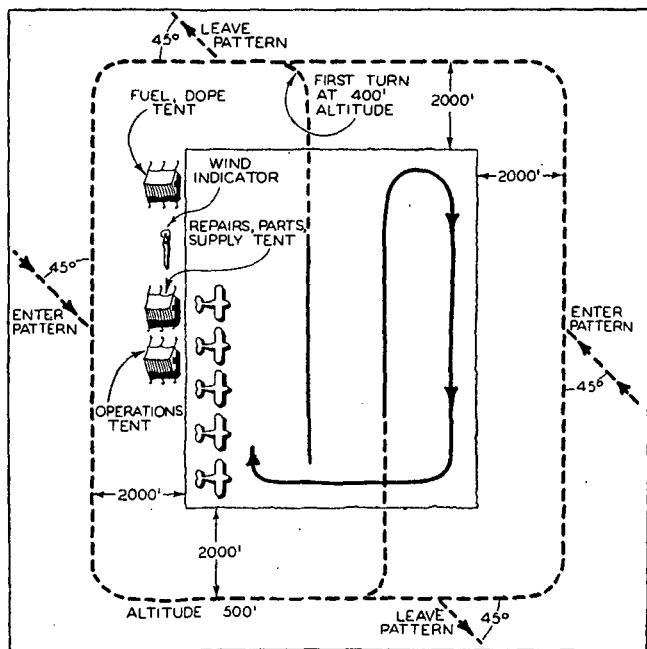 45°
LEAVE
PATTERN
FUEL, DOPE
TENT
FIRST TURN
AT 400'
ALTITUDE
2000'
2000'
WIND
INDICATOR
REPAIRS, PARTS,
SUPPLY TENT
45°
ENTER
PATTERN
ENTER
PATTERN
45°
OPERATIONS
TENT
2000'
2000'
ALTITUDE 500'
LEAVE
PATTERN
45°